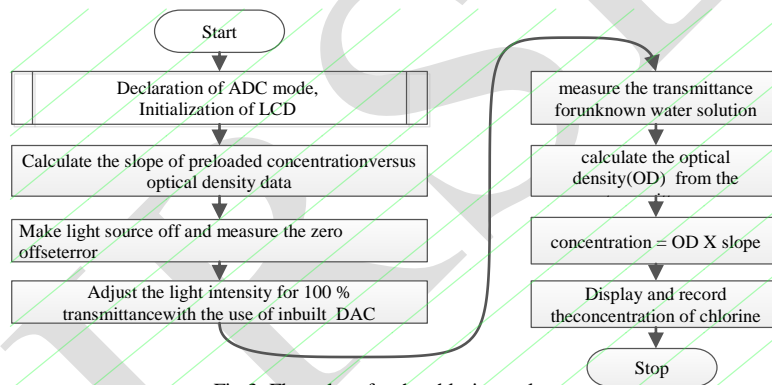 Start
Declaration of ADC mode,
Initialization of LCD
Calculate the slope of preloaded concentrationversus
optical density data
Make light source off and measure the zero
offseterror
Adjust the light intensity for 100 %
transmittancewith the use of inbuilt DAC
measure the transmittance
forunknown water solution
calculate the optical
density(OD) from the
concentration = OD X slope
Display and record
theconcentration of chlorine
Stop